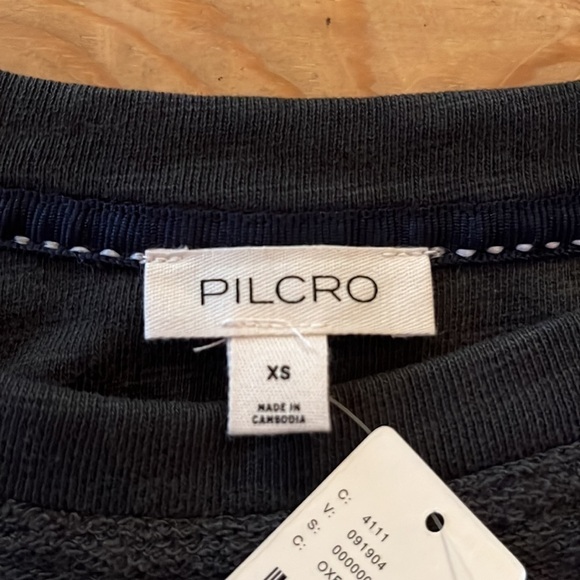 PILCRO
XS
MADE IN
CAMBODIA
C: 4111
V: 091904
S:
C: